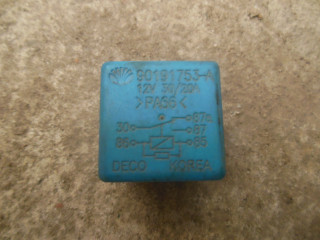 90191753-A
12V 30/20A
>PA66<
87a
30
87
86 85
DECO KOREA